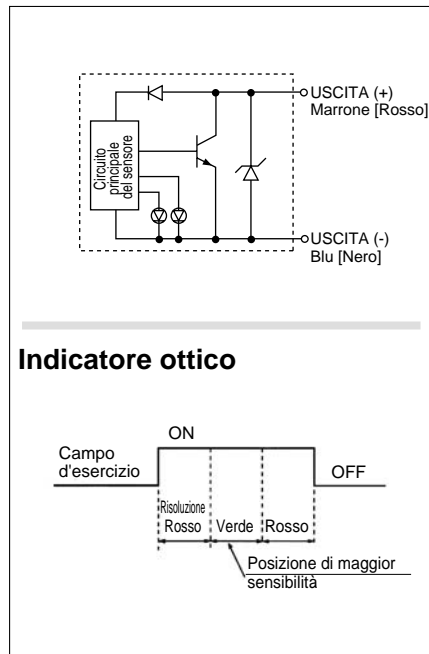 USCITA (+)
Marrone [Rosso]
Circuito
principale
del sensore
USCITA (-)
Blu [Nero]
Indicatore ottico
ON
Campo
d'esercizio
OFF
Risoluzione
Rosso
Verde
Rosso
Posizione di maggior
sensibilità